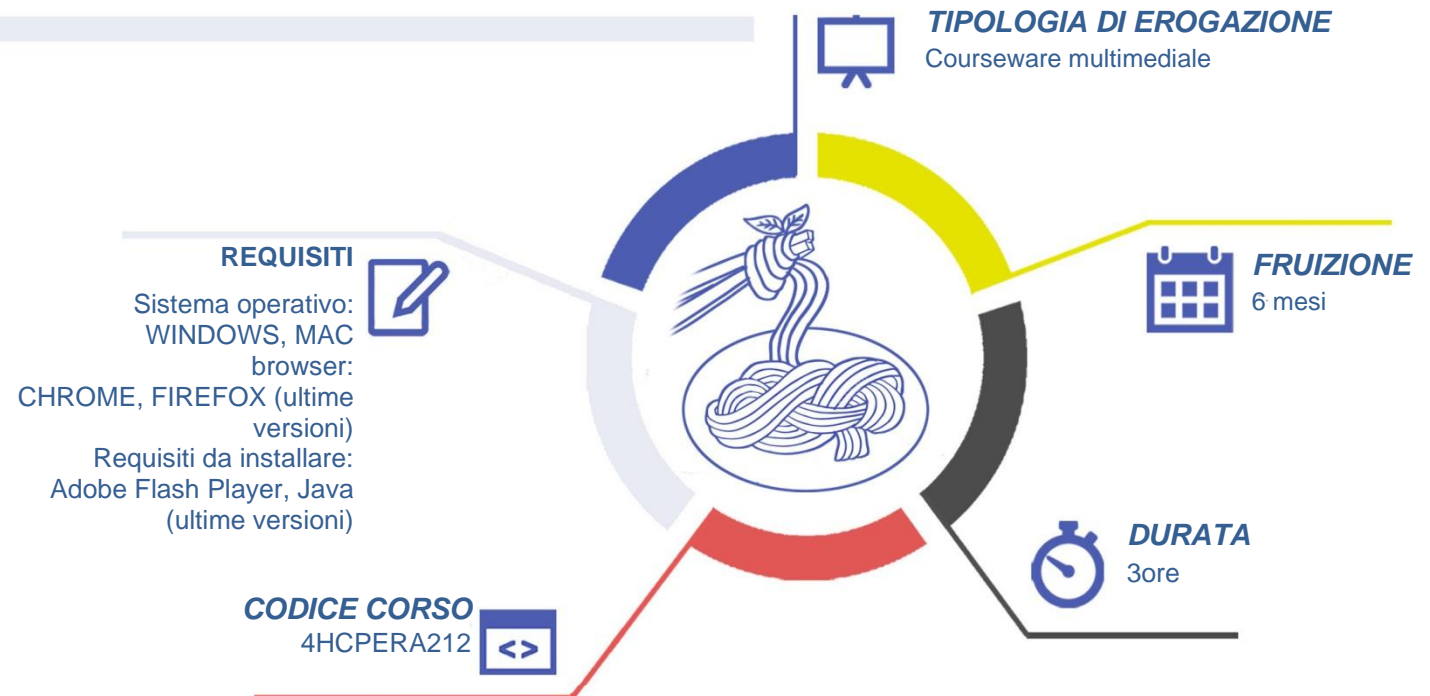 TIPOLOGIA DI EROGAZIONE
Courseware multimediale
REQUISITI
Sistema operativo:
WINDOWS, MAC
browser:
CHROME, FIREFOX (ultime
versioni)
Requisiti da installare:
Adobe Flash Player, Java
(ultime versioni)
FRUIZIONE
6 mesi
DURATA
3ore
CODICE CORSO
4HCPERA212
<>